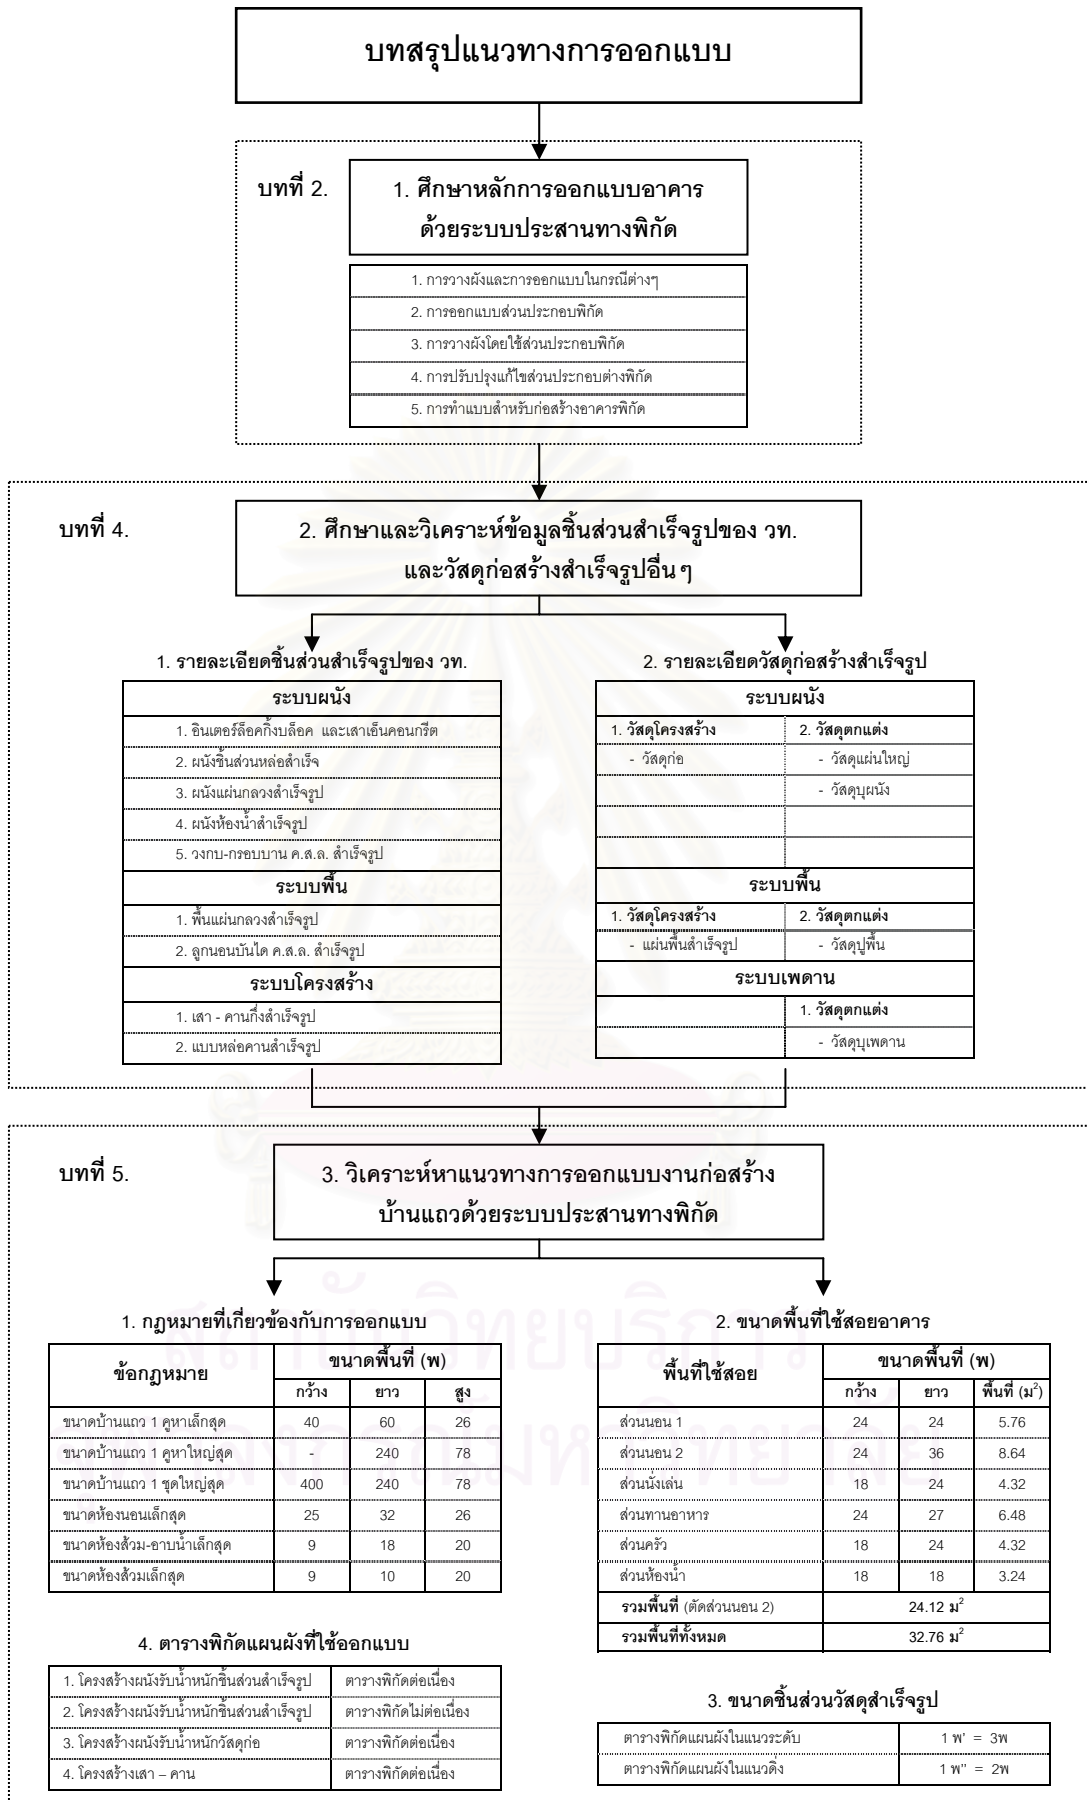 บทสรุปแนวทางการออกแบบ
บทที่ 2.
1. ศึกษาหลักการออกแบบอาคาร
ด้วยระบบประสานทางพิกัด
1. การวางผังและการออกแบบในกรณีต่างๆ
2. การออกแบบส่วนประกอบพิกัด
3. การวางผังโดยใช้ส่วนประกอบพิกัด
4. การปรับปรุงแก้ไขส่วนประกอบต่างพิกัด
5. การทำแบบสำหรับก่อสร้างอาคารพิกัด
บทที่ 4.
2. ศึกษาและวิเคราะห์ข้อมูลชิ้นส่วนสำเร็จรูปของ วท.
และวัสดุก่อสร้างสำเร็จรูปอื่นๆ
1. รายละเอียดชิ้นส่วนสำเร็จรูปของ วท.
ระบบผนัง
1. อินเตอร์ล็อคกิ้งบล็อค และเสาเอ็นคอนกรีต
2. ผนังชิ้นส่วนหล่อสำเร็จ
3. ผนังแผ่นกลวงสำเร็จรูป
4. ผนังห้องน้ำสำเร็จรูป
5. วงกบ-กรอบบาน ค.ส.ล. สำเร็จรูป
ระบบพื้น
1. พื้นแผ่นกลวงสำเร็จรูป
2. ลูกนอนบันได ค.ส.ล. สำเร็จรูป
ระบบโครงสร้าง
1. เสา - คานกึ่งสำเร็จรูป
2. แบบหล่อคานสำเร็จรูป
2. รายละเอียดวัสดุก่อสร้างสำเร็จรูป
ระบบผนัง
1. วัสดุโครงสร้าง 2. วัสดุตกแต่ง
- วัสดุก่อ - วัสดุแผ่นใหญ่
- วัสดุบุผนัง
ระบบพื้น
1. วัสดุโครงสร้าง 2. วัสดุตกแต่ง
- แผ่นพื้นสำเร็จรูป - วัสดุปูพื้น
ระบบเพดาน
1. วัสดุตกแต่ง
- วัสดุบุเพดาน
บทที่ 5.
3. วิเคราะห์หาแนวทางการออกแบบงานก่อสร้าง
บ้านแถวด้วยระบบประสานทางพิกัด
1. กฎหมายที่เกี่ยวข้องกับการออกแบบ
ข้อกฎหมาย ขนาดพื้นที่ (พ)
กว้าง ยาว สูง
ขนาดบ้านแถว 1 คูหาเล็กสุด 40 60 26
ขนาดบ้านแถว 1 คูหาใหญ่สุด - 240 78
ขนาดบ้านแถว 1 ชุดใหญ่สุด 400 240 78
ขนาดห้องนอนเล็กสุด 25 32 26
ขนาดห้องส้วม-อาบน้ำเล็กสุด 9 18 20
ขนาดห้องส้วมเล็กสุด 9 10 20
2. ขนาดพื้นที่ใช้สอยอาคาร
พื้นที่ใช้สอย ขนาดพื้นที่ (พ)
กว้าง ยาว พื้นที่ (ม²)
ส่วนนอน 1 24 24 5.76
ส่วนนอน 2 24 36 8.64
ส่วนนั่งเล่น 18 24 4.32
ส่วนทานอาหาร 24 27 6.48
ส่วนครัว 18 24 4.32
ส่วนห้องน้ำ 18 18 3.24
รวมพื้นที่ (ตัดส่วนนอน 2) 24.12 ม²
รวมพื้นที่ทั้งหมด 32.76 ม²
4. ตารางพิกัดแผนผังที่ใช้ออกแบบ
1. โครงสร้างผนังรับน้ำหนักชิ้นส่วนสำเร็จรูป ตารางพิกัดต่อเนื่อง
2. โครงสร้างผนังรับน้ำหนักชิ้นส่วนสำเร็จรูป ตารางพิกัดไม่ต่อเนื่อง
3. โครงสร้างผนังรับน้ำหนักวัสดุก่อ ตารางพิกัดต่อเนื่อง
4. โครงสร้างเสา – คาน ตารางพิกัดต่อเนื่อง
3. ขนาดชิ้นส่วนวัสดุสำเร็จรูป
ตารางพิกัดแผนผังในแนวระดับ 1 พ' = 3พ
ตารางพิกัดแผนผังในแนวดิ่ง 1 พ'' = 2พ
สถาบันวิทยบริการ
จุฬาลงกรณ์มหาวิทยาลัย